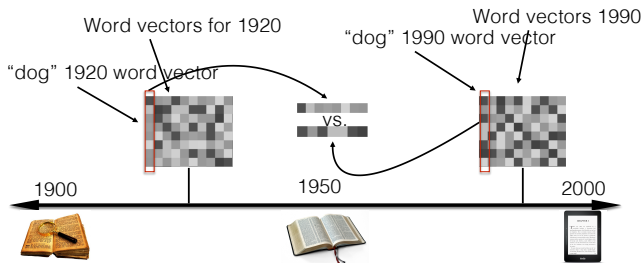 Word vectors for 1920
"dog" 1920 word vector
vs.
Word vectors 1990
"dog" 1990 word vector
1900
1950
2000